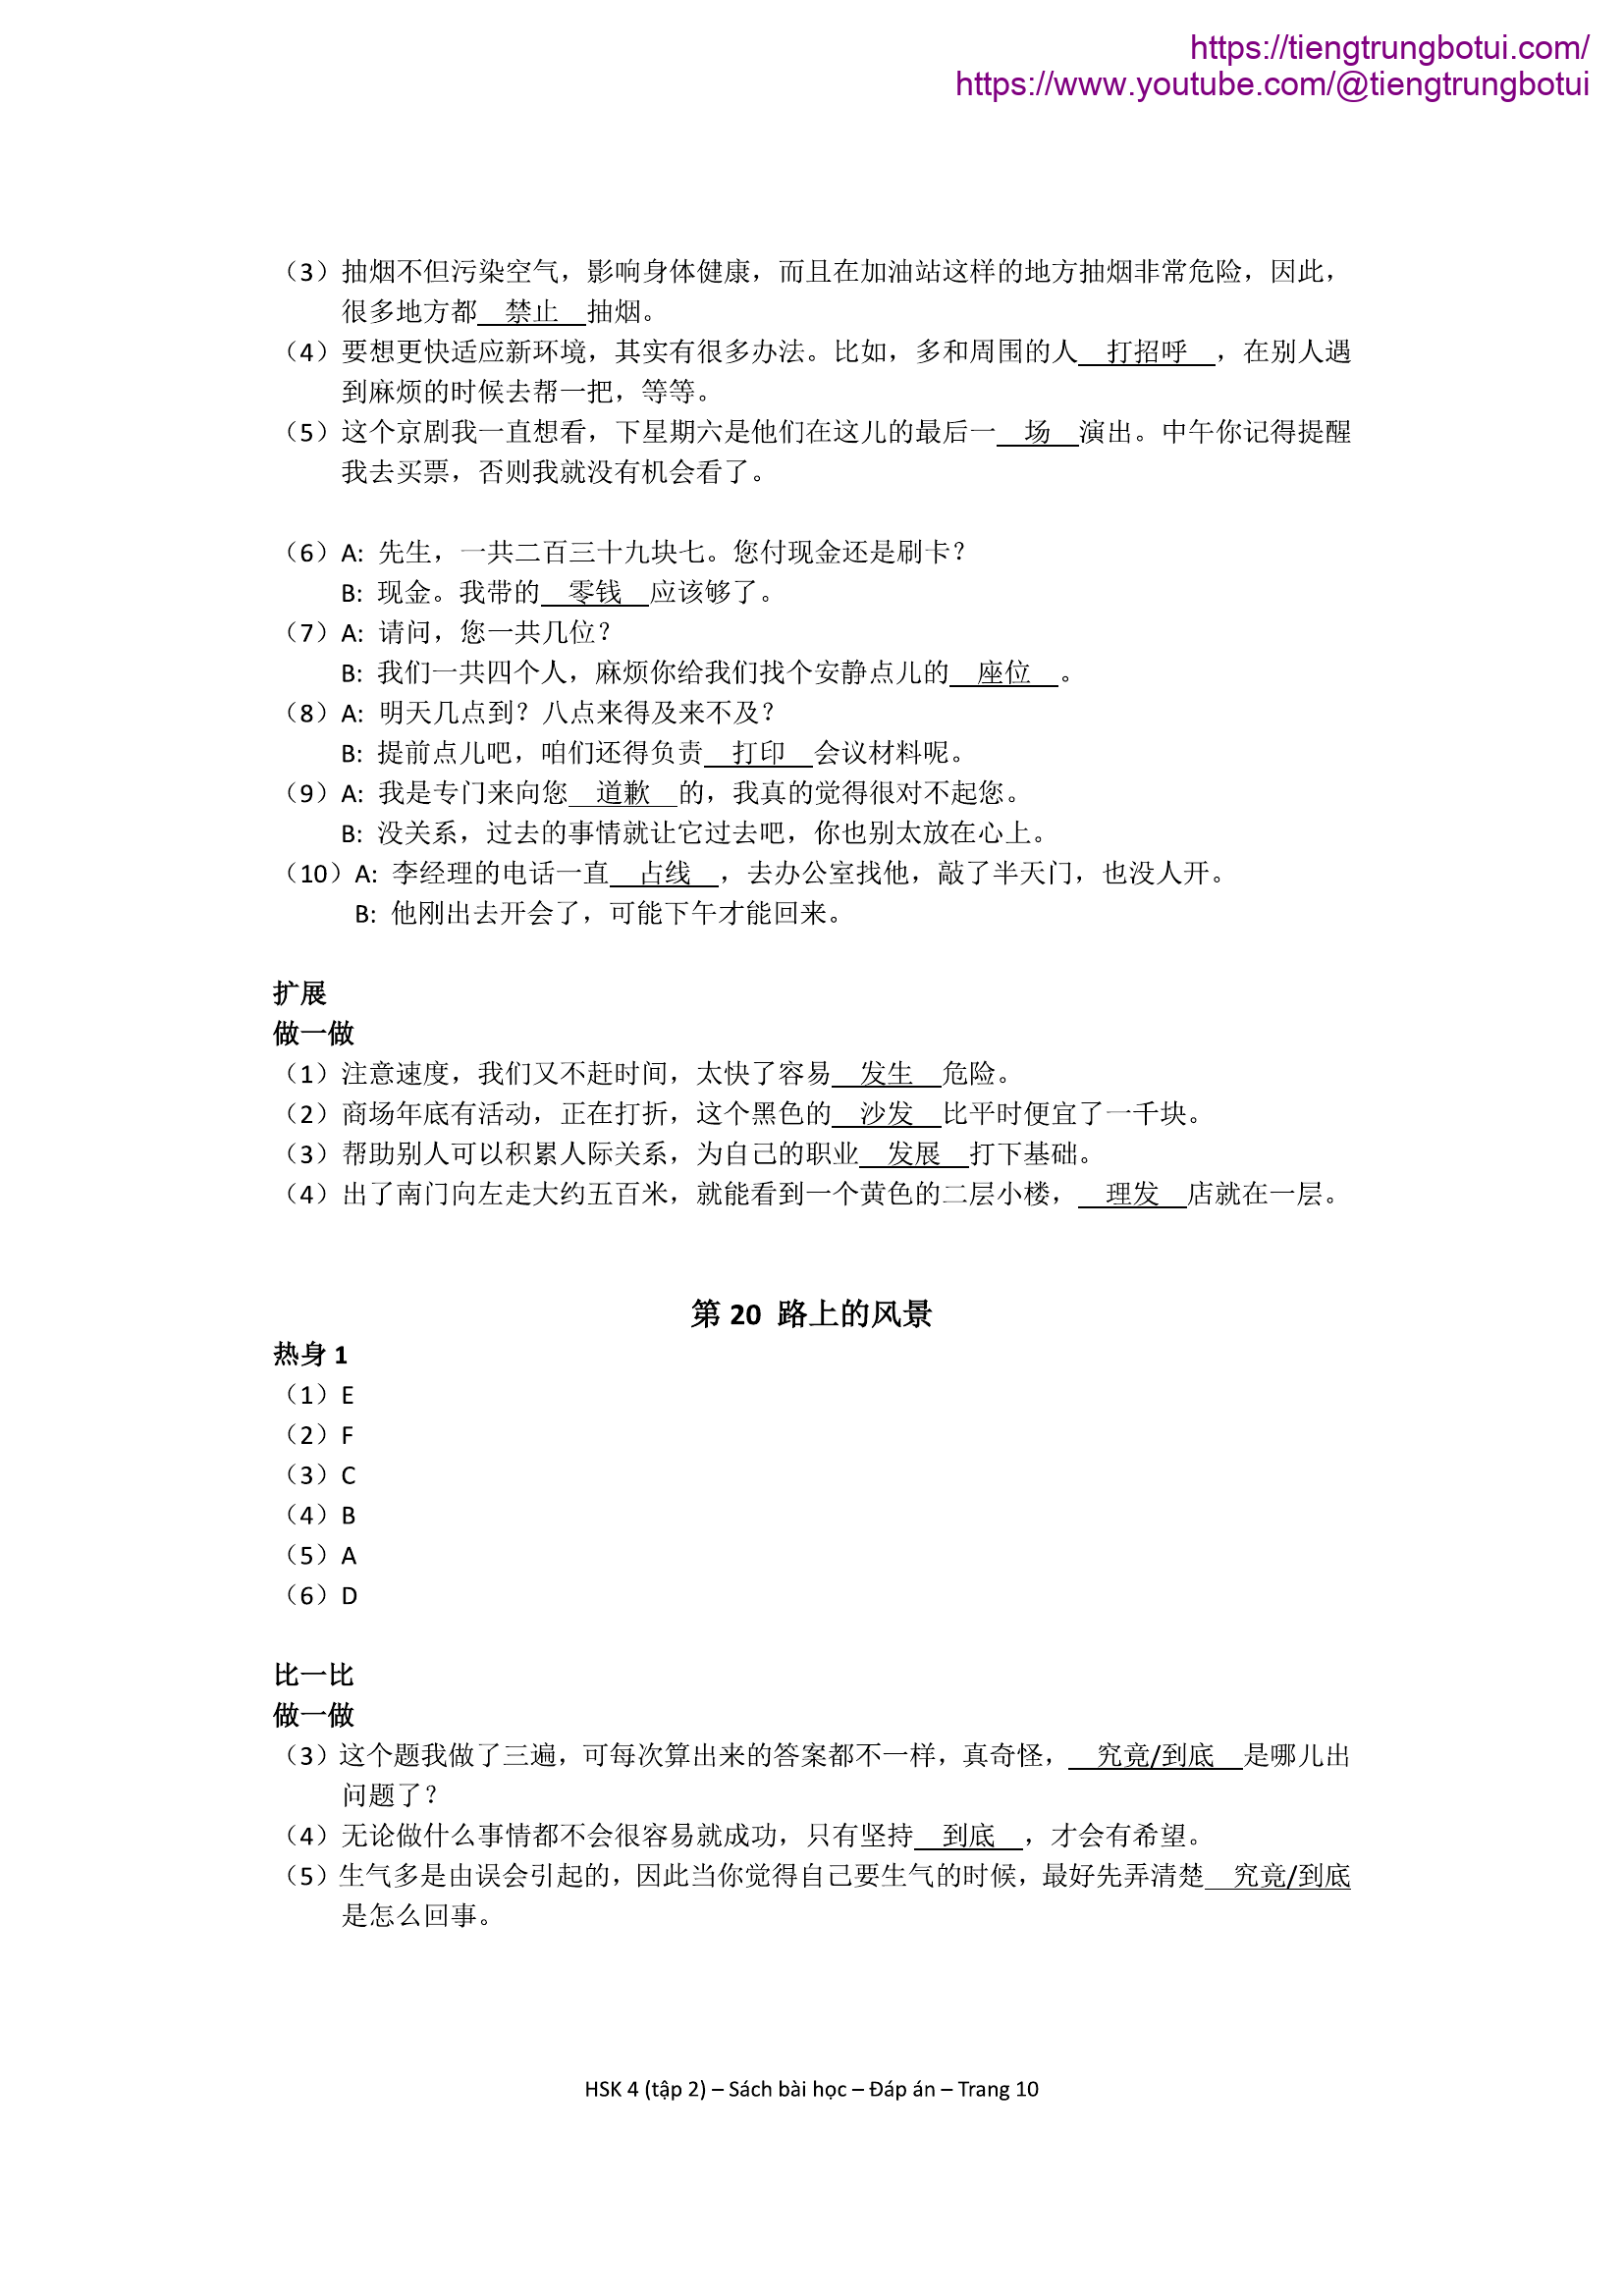 https://tiengtrungbotui.com/
https://www.youtube.com/@tiengtrungbotui
（3）抽烟不但污染空气，影响身体健康，而且在加油站这样的地方抽烟非常危险，因此，
很多地方都__禁止__抽烟。
（4）要想更快适应新环境，其实有很多办法。比如，多和周围的人__打招呼__，在别人遇
到麻烦的时候去帮一把，等等。
（5）这个京剧我一直想看，下星期六是他们在这儿的最后一__场__演出。中午你记得提醒
我去买票，否则我就没有机会看了。
（6）A: 先生，一共二百三十九块七。您付现金还是刷卡？
B: 现金。我带的__零钱__应该够了。
（7）A: 请问，您一共几位？
B: 我们一共四个人，麻烦你给我们找个安静点儿的__座位__。
（8）A: 明天几点到？八点来得及来不及？
B: 提前点儿吧，咱们还得负责__打印__会议材料呢。
（9）A: 我是专门来向您__道歉__的，我真的觉得很对不起您。
B: 没关系，过去的事情就让它过去吧，你也别太放在心上。
（10）A: 李经理的电话一直__占线__，去办公室找他，敲了半天门，也没人开。
B: 他刚出去开会了，可能下午才能回来。
扩展
做一做
（1）注意速度，我们又不赶时间，太快了容易__发生__危险。
（2）商场年底有活动，正在打折，这个黑色的__沙发__比平时便宜了一千块。
（3）帮助别人可以积累人际关系，为自己的职业__发展__打下基础。
（4）出了南门向左走大约五百米，就能看到一个黄色的二层小楼，__理发__店就在一层。
第 20 路上的风景
热身 1
（1）E
（2）F
（3）C
（4）B
（5）A
（6）D
比一比
做一做
（3）这个题我做了三遍，可每次算出来的答案都不一样，真奇怪，__究竟/到底__是哪儿出
问题了？
（4）无论做什么事情都不会很容易就成功，只有坚持__到底__，才会有希望。
（5）生气多是由误会引起的，因此当你觉得自己要生气的时候，最好先弄清楚__究竟/到底
是怎么回事。
HSK 4 (tập 2) – Sách bài học – Đáp án – Trang 10